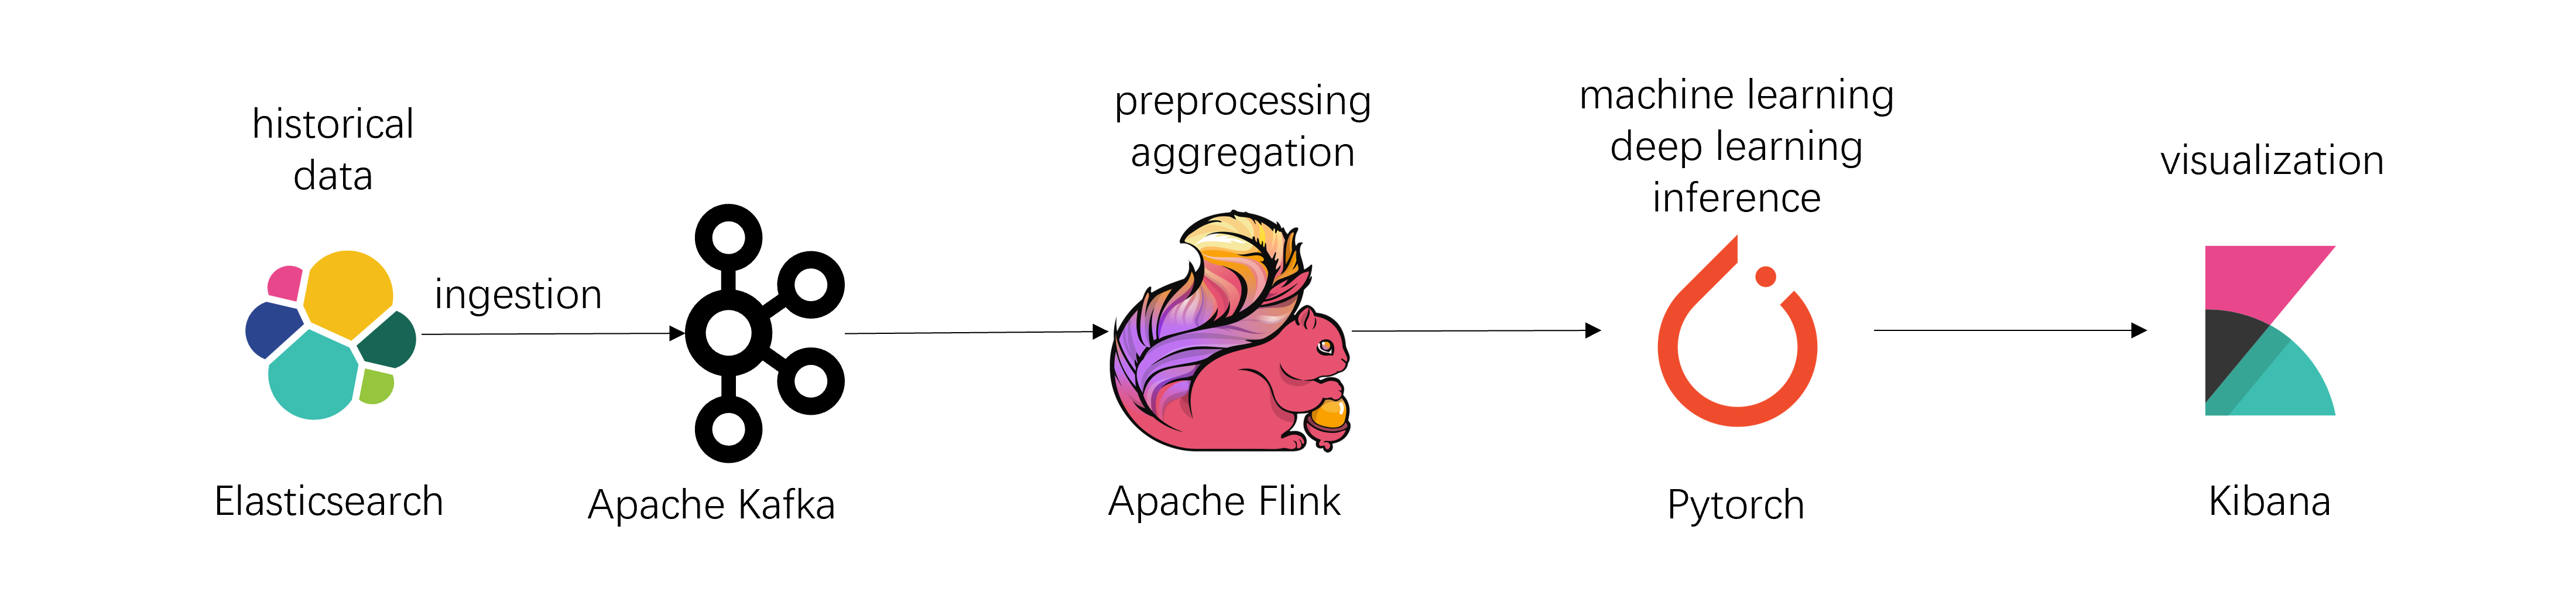 historical
data
ingestion
preprocessing
aggregation
machine learning
deep learning
inference
visualization
Elasticsearch
Apache Kafka
Apache Flink
Pytorch
Kibana